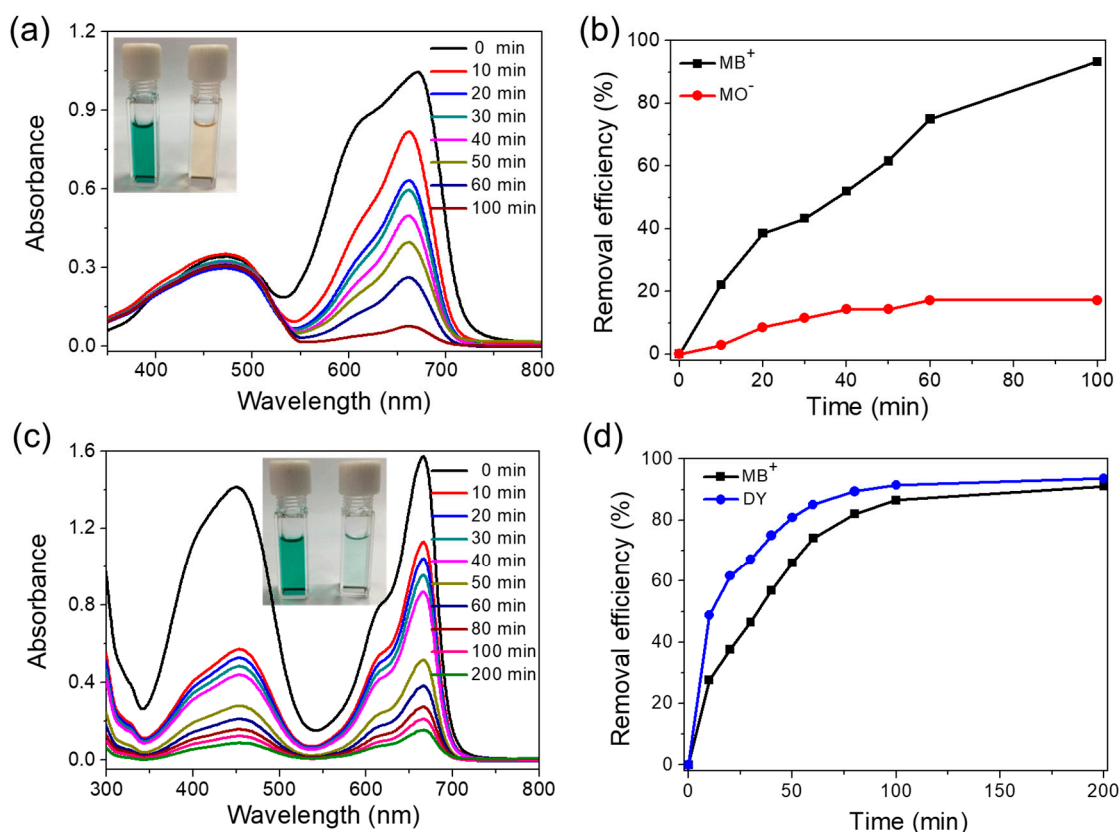 (a)
1.2
0.9
0.6
0.3
0.0
Absorbance
400 500 600 700 800
Wavelength (nm)
0 min
10 min
20 min
30 min
40 min
50 min
60 min
100 min
(b)
100
80
60
40
20
0
Removal efficiency (%)
MB⁺
MO⁻
0 20 40 60 80 100
Time (min)
(c)
1.6
1.2
0.8
0.4
0.0
Absorbance
300 400 500 600 700 800
Wavelength (nm)
0 min
10 min
20 min
30 min
40 min
50 min
60 min
80 min
100 min
200 min
(d)
100
80
60
40
20
0
Removal efficiency (%)
MB⁺
DY
0 50 100 150 200
Time (min)